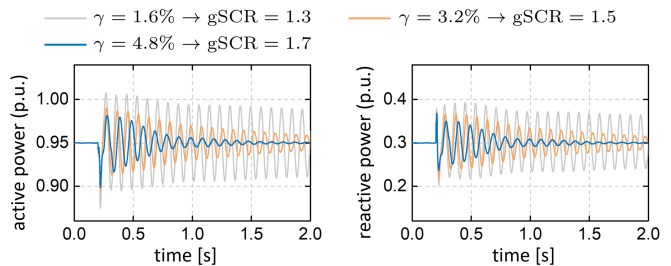 γ = 1.6% → gSCR = 1.3
γ = 3.2% → gSCR = 1.5
γ = 4.8% → gSCR = 1.7
active power (p.u.)
1.00
0.95
0.90
0.0 0.5 1.0 1.5 2.0
time [s]
reactive power (p.u.)
0.4
0.3
0.2
0.0 0.5 1.0 1.5 2.0
time [s]